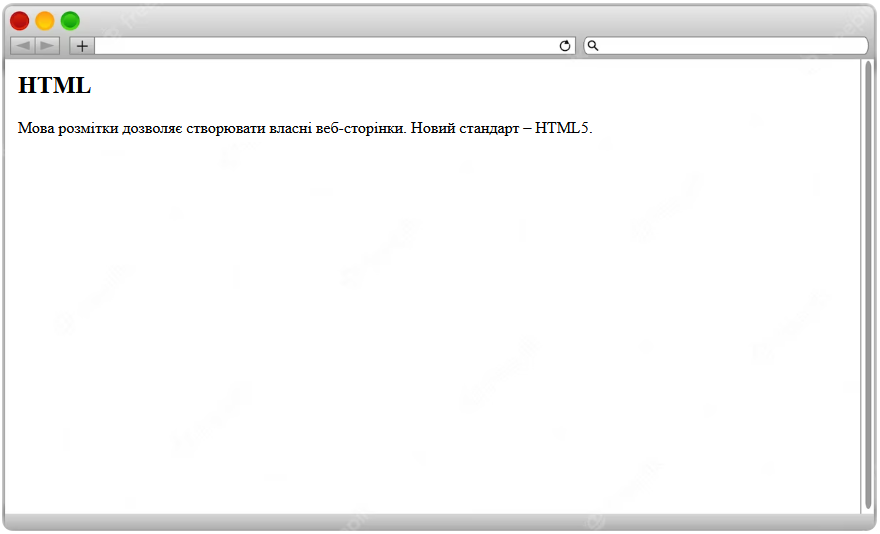 HTML
Мова розмітки дозволяє створювати власні веб-сторінки. Новий стандарт – HTML5.